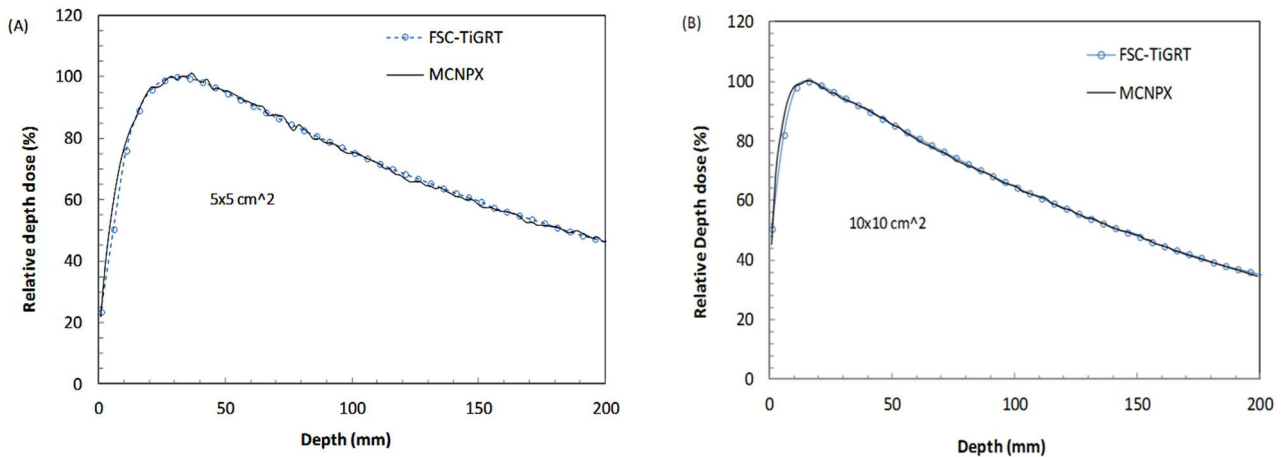 (A)
120
100
80
60
40
20
0
Relative depth dose (%)
FSC-TiGRT
MCNPX
5x5 cm^2
0 50 100 150 200
Depth (mm)
(B)
120
100
80
60
40
20
0
Relative Depth dose (%)
FSC-TiGRT
MCNPX
10x10 cm^2
0 50 100 150 200
Depth (mm)